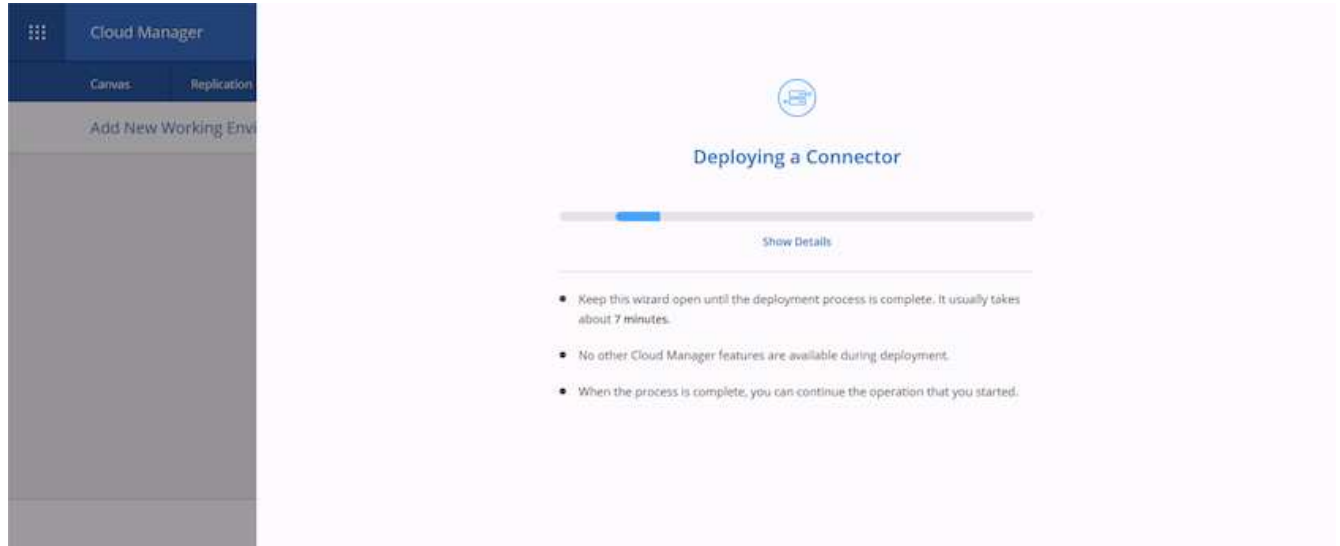 Cloud Manager
Canvas
Replication
Add New Working Envi
Deploying a Connector
Show Details
Keep this wizard open until the deployment process is complete. It usually takes
about 7 minutes.
No other Cloud Manager features are available during deployment.
When the process is complete, you can continue the operation that you started.